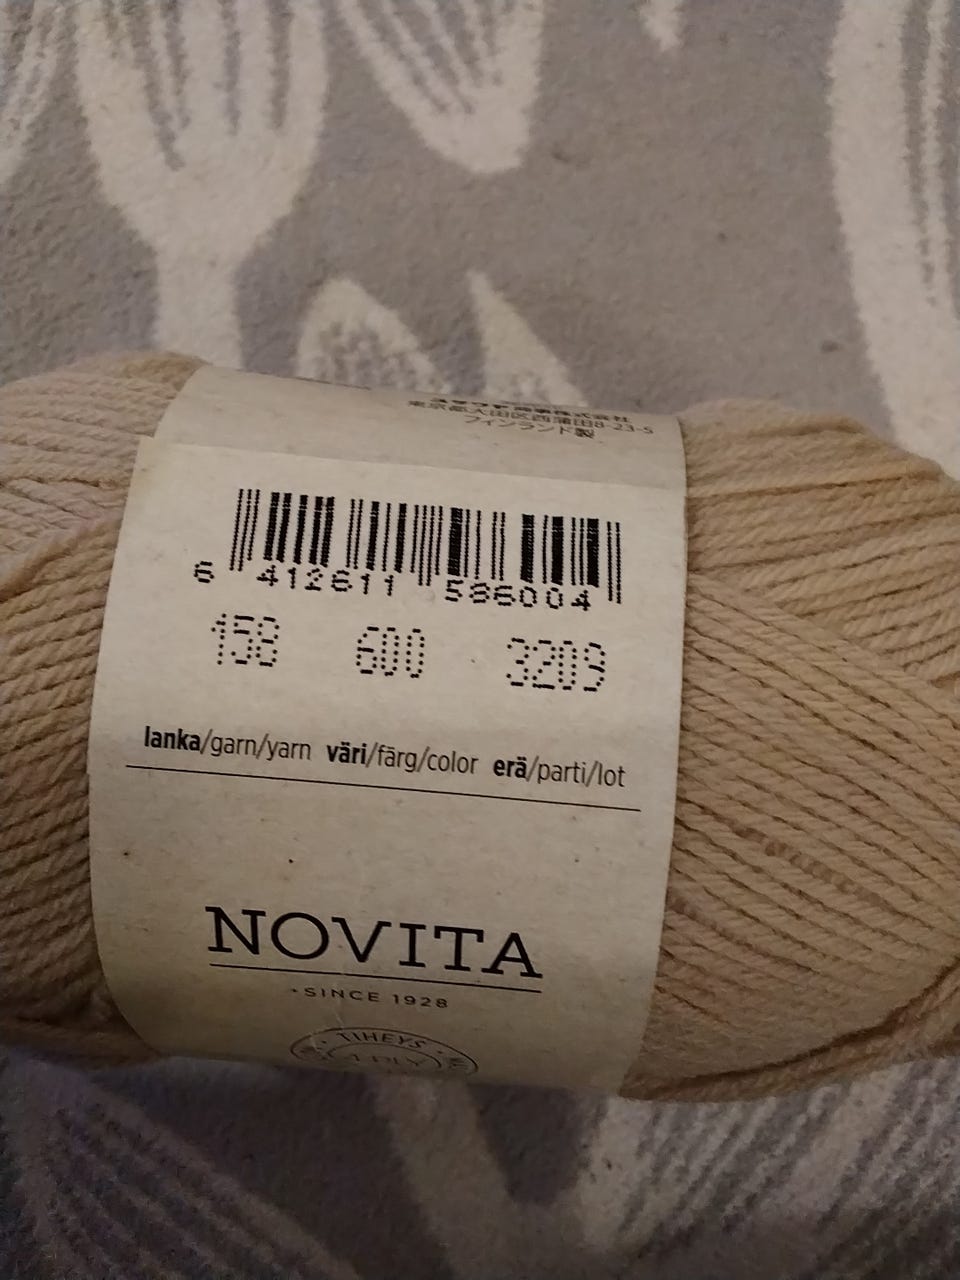 東京都大田区西蒲田8-23-5
フィンランド製
6 412611 586004
158 600 3209
lanka/garn/yarn väri/färg/color erä/parti/lot
NOVITA
SINCE 1928
TIHEYS
PLY